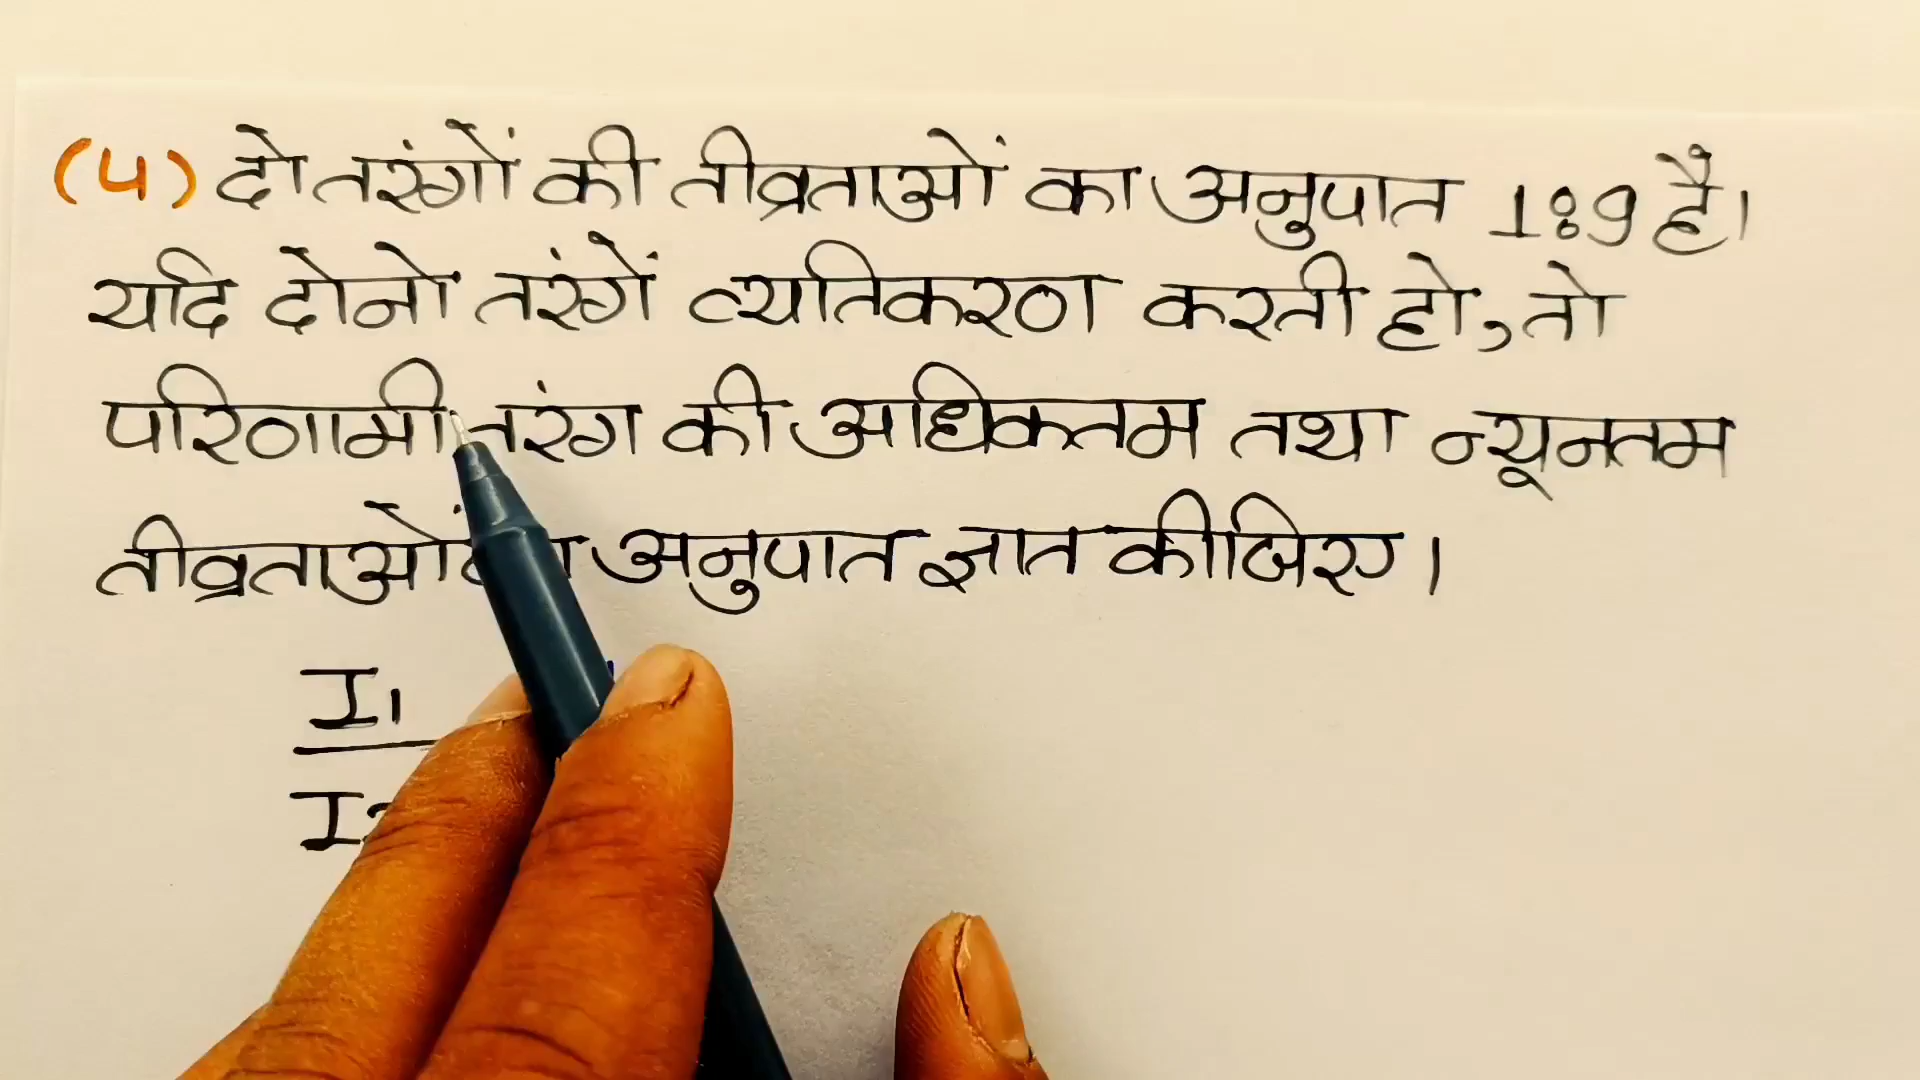 (4) दो तरंगों की तीव्रताओं का अनुपात 1:9 है।
यदि दोनो तरंगें व्यतिकरण करती हो, तो
परिणामी तरंग की अधिकतम तथा न्यूनतम
तीव्रताओं अनुपात ज्ञात कीजिए।
I₁
I